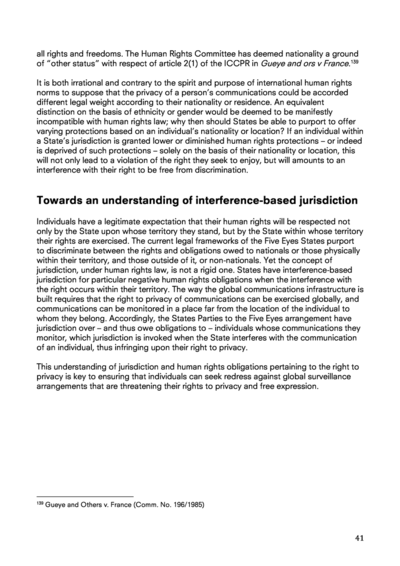 all rights and freedoms. The Human Rights Committee has deemed nationality a ground
of “other status” with respect of article 2(1) of the ICCPR in Gueye and ors v France.139
It is both irrational and contrary to the spirit and purpose of international human rights
norms to suppose that the privacy of a person’s communications could be accorded
different legal weight according to their nationality or residence. An equivalent
distinction on the basis of ethnicity or gender would be deemed to be manifestly
incompatible with human rights law; why then should States be able to purport to offer
varying protections based on an individual’s nationality or location? If an individual within
a State’s jurisdiction is granted lower or diminished human rights protections – or indeed
is deprived of such protections – solely on the basis of their nationality or location, this
will not only lead to a violation of the right they seek to enjoy, but will amounts to an
interference with their right to be free from discrimination.
Towards an understanding of interference-based jurisdiction
Individuals have a legitimate expectation that their human rights will be respected not
only by the State upon whose territory they stand, but by the State within whose territory
their rights are exercised. The current legal frameworks of the Five Eyes States purport
to discriminate between the rights and obligations owed to nationals or those physically
within their territory, and those outside of it, or non-nationals. Yet the concept of
jurisdiction, under human rights law, is not a rigid one. States have interference-based
jurisdiction for particular negative human rights obligations when the interference with
the right occurs within their territory. The way the global communications infrastructure is
built requires that the right to privacy of communications can be exercised globally, and
communications can be monitored in a place far from the location of the individual to
whom they belong. Accordingly, the States Parties to the Five Eyes arrangement have
jurisdiction over – and thus owe obligations to – individuals whose communications they
monitor, which jurisdiction is invoked when the State interferes with the communication
of an individual, thus infringing upon their right to privacy.
This understanding of jurisdiction and human rights obligations pertaining to the right to
privacy is key to ensuring that individuals can seek redress against global surveillance
arrangements that are threatening their rights to privacy and free expression.
139 Gueye and Others v. France (Comm. No. 196/1985)
41